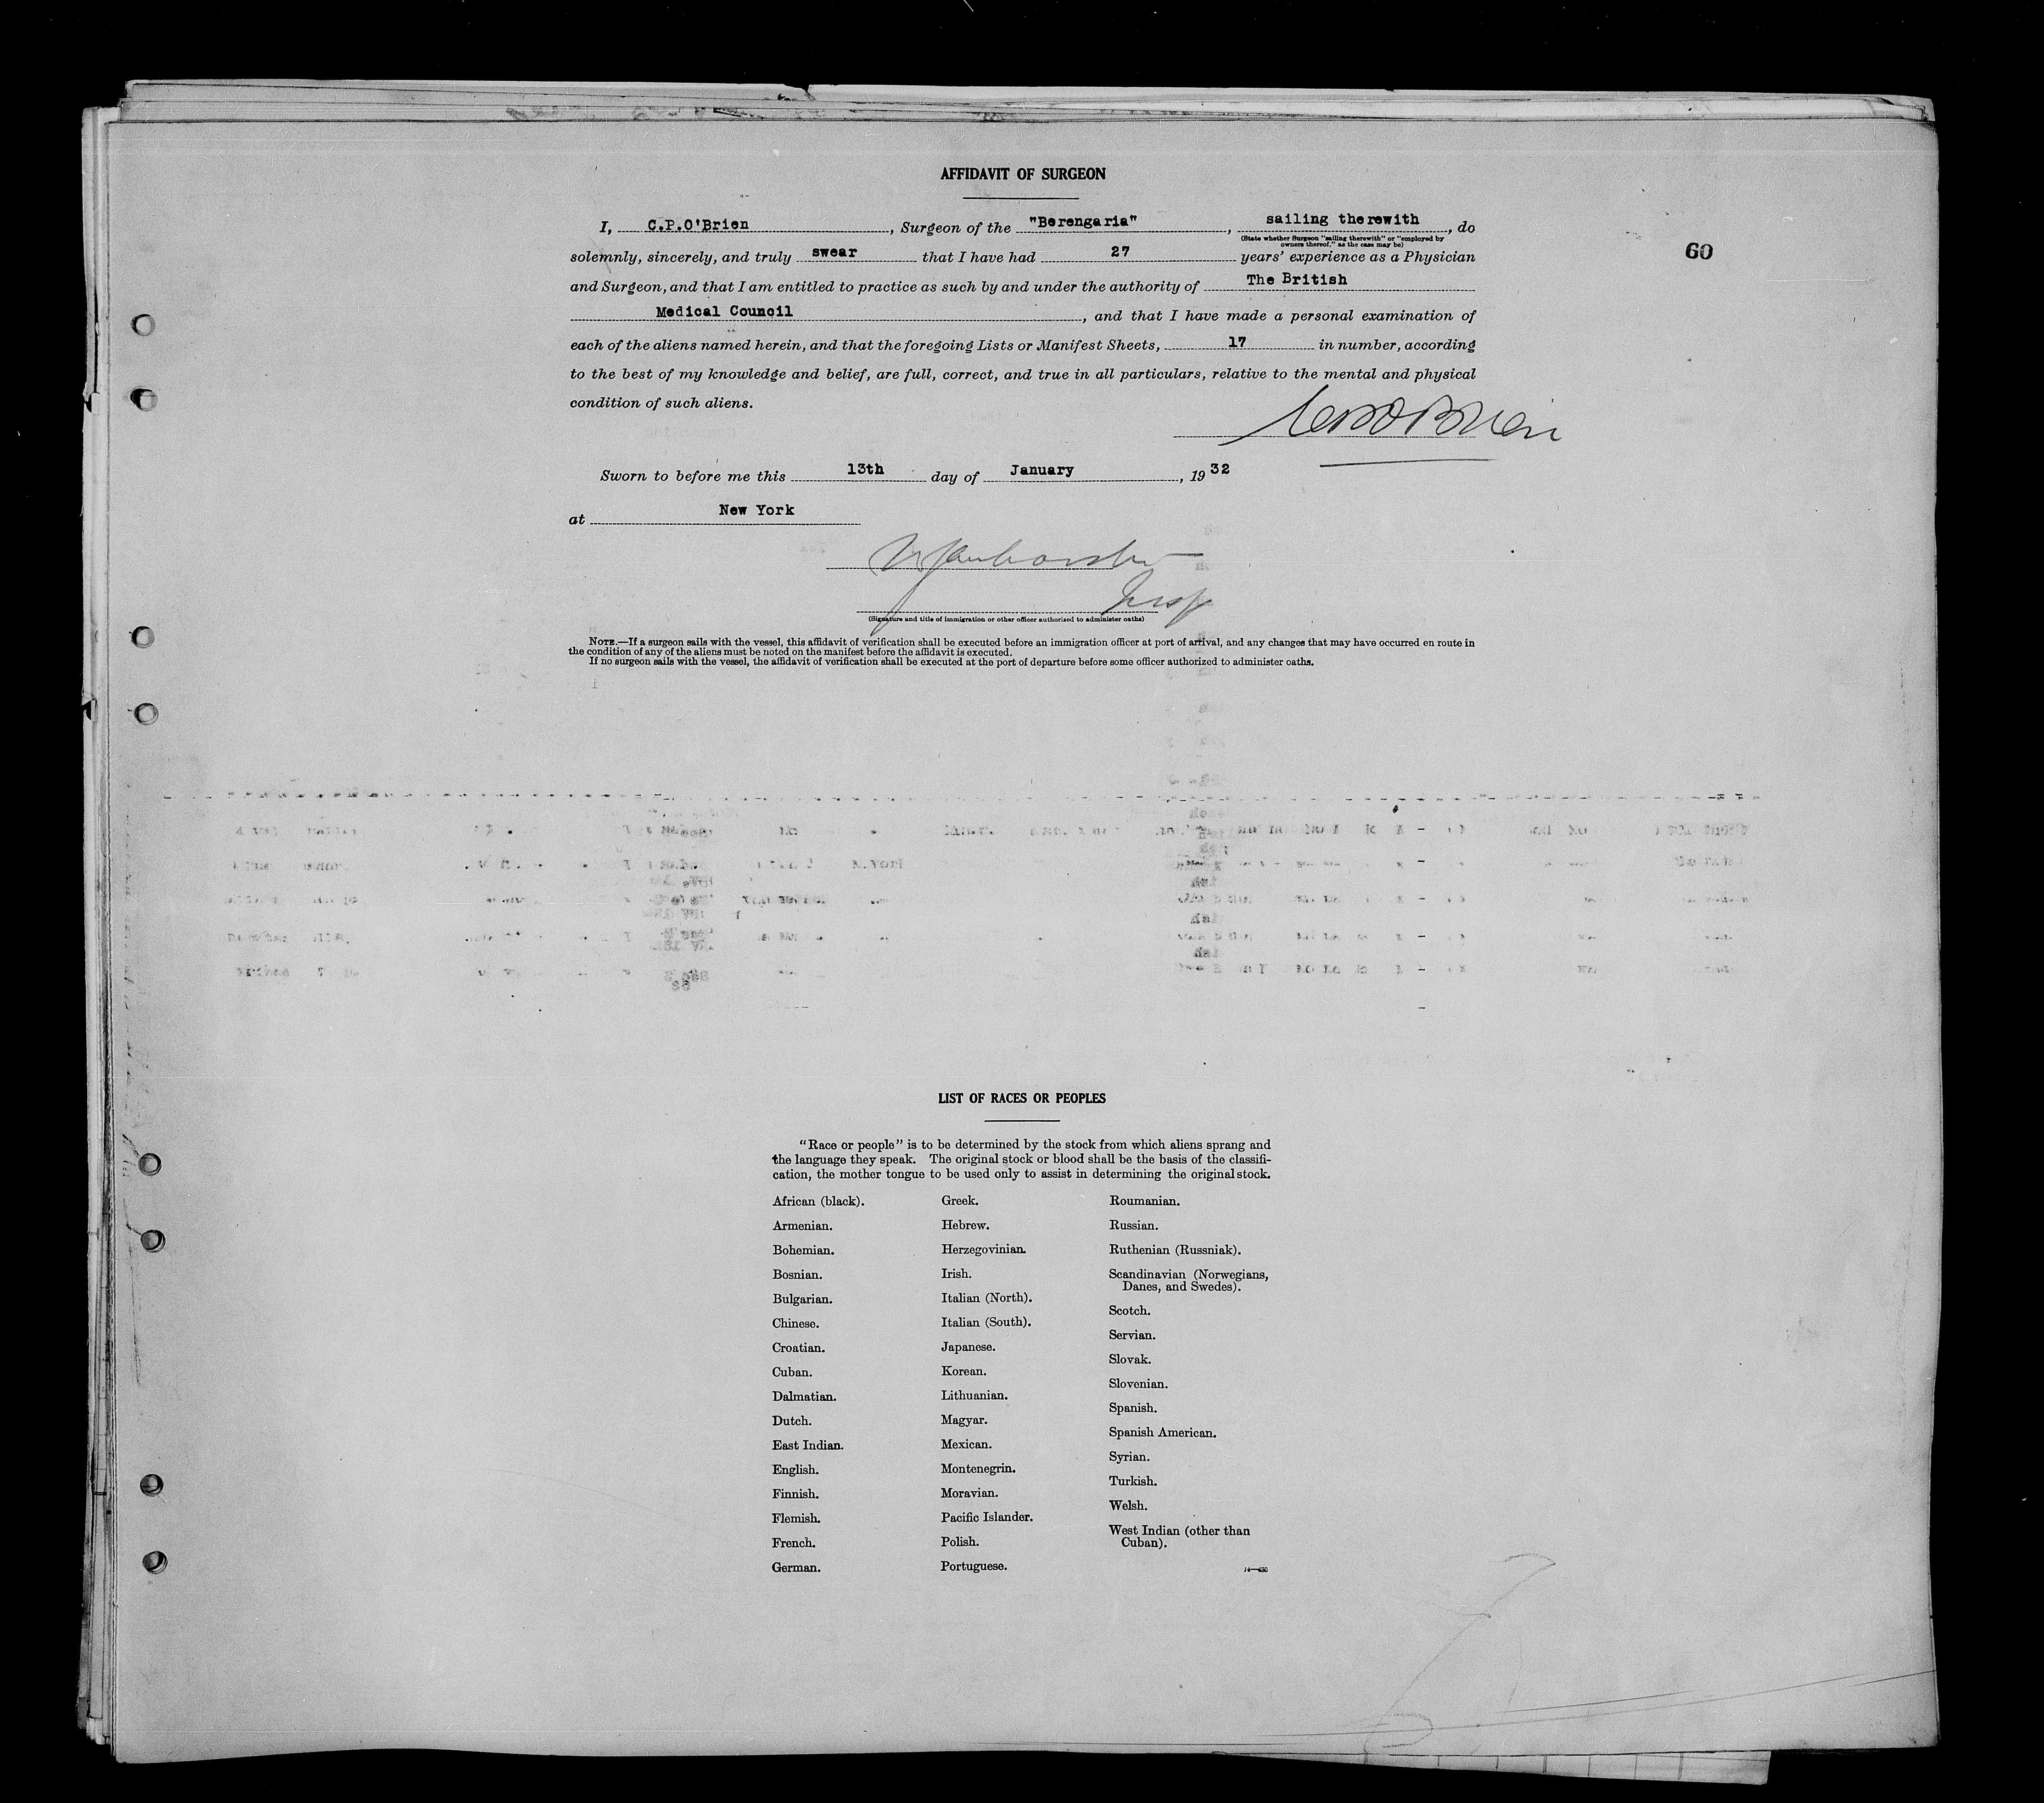 AFFIDAVIT OF SURGEON
60
I, C.P.O'Brien, Surgeon of the "Berengaria", sailing therewith, do
(State whether Surgeon "sailing therewith" or "employed by
owners thereof," as the case may be)
solemnly, sincerely, and truly swear that I have had 27 years' experience as a Physician
and Surgeon, and that I am entitled to practice as such by and under the authority of The British
Medical Council, and that I have made a personal examination of
each of the aliens named herein, and that the foregoing Lists or Manifest Sheets, 17 in number, according
to the best of my knowledge and belief, are full, correct, and true in all particulars, relative to the mental and physical
condition of such aliens.
CPO'Brien
Sworn to before me this 13th day of January, 1932
at New York
Insp
(Signature and title of immigration or other officer authorized to administer oaths)
NOTE.—If a surgeon sails with the vessel, this affidavit of verification shall be executed before an immigration officer at port of arrival, and any changes that may have occurred en route in
the condition of any of the aliens must be noted on the manifest before the affidavit is executed.
If no surgeon sails with the vessel, the affidavit of verification shall be executed at the port of departure before some officer authorized to administer oaths.
LIST OF RACES OR PEOPLES
"Race or people" is to be determined by the stock from which aliens sprang and
the language they speak. The original stock or blood shall be the basis of the classifi-
cation, the mother tongue to be used only to assist in determining the original stock.
African (black).
Armenian.
Bohemian.
Bosnian.
Bulgarian.
Chinese.
Croatian.
Cuban.
Dalmatian.
Dutch.
East Indian.
English.
Finnish.
Flemish.
French.
German.
Greek.
Hebrew.
Herzegovinian.
Irish.
Italian (North).
Italian (South).
Japanese.
Korean.
Lithuanian.
Magyar.
Mexican.
Montenegrin.
Moravian.
Pacific Islander.
Polish.
Portuguese.
Roumanian.
Russian.
Ruthenian (Russniak).
Scandinavian (Norwegians,
Danes, and Swedes).
Scotch.
Servian.
Slovak.
Slovenian.
Spanish.
Spanish American.
Syrian.
Turkish.
Welsh.
West Indian (other than
Cuban).